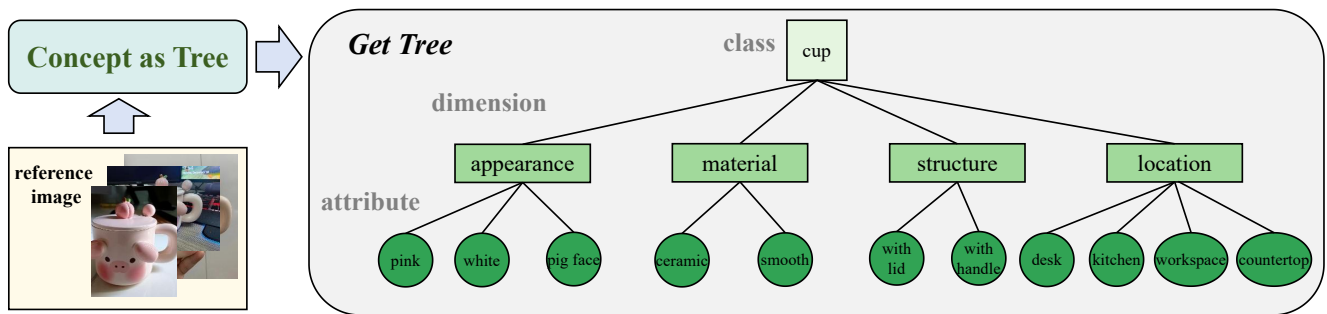 Concept as Tree
reference
image
Get Tree
class
cup
dimension
appearance
material
structure
location
attribute
pink
white
pig face
ceramic
smooth
with
lid
with
handle
desk
kitchen
workspace
countertop